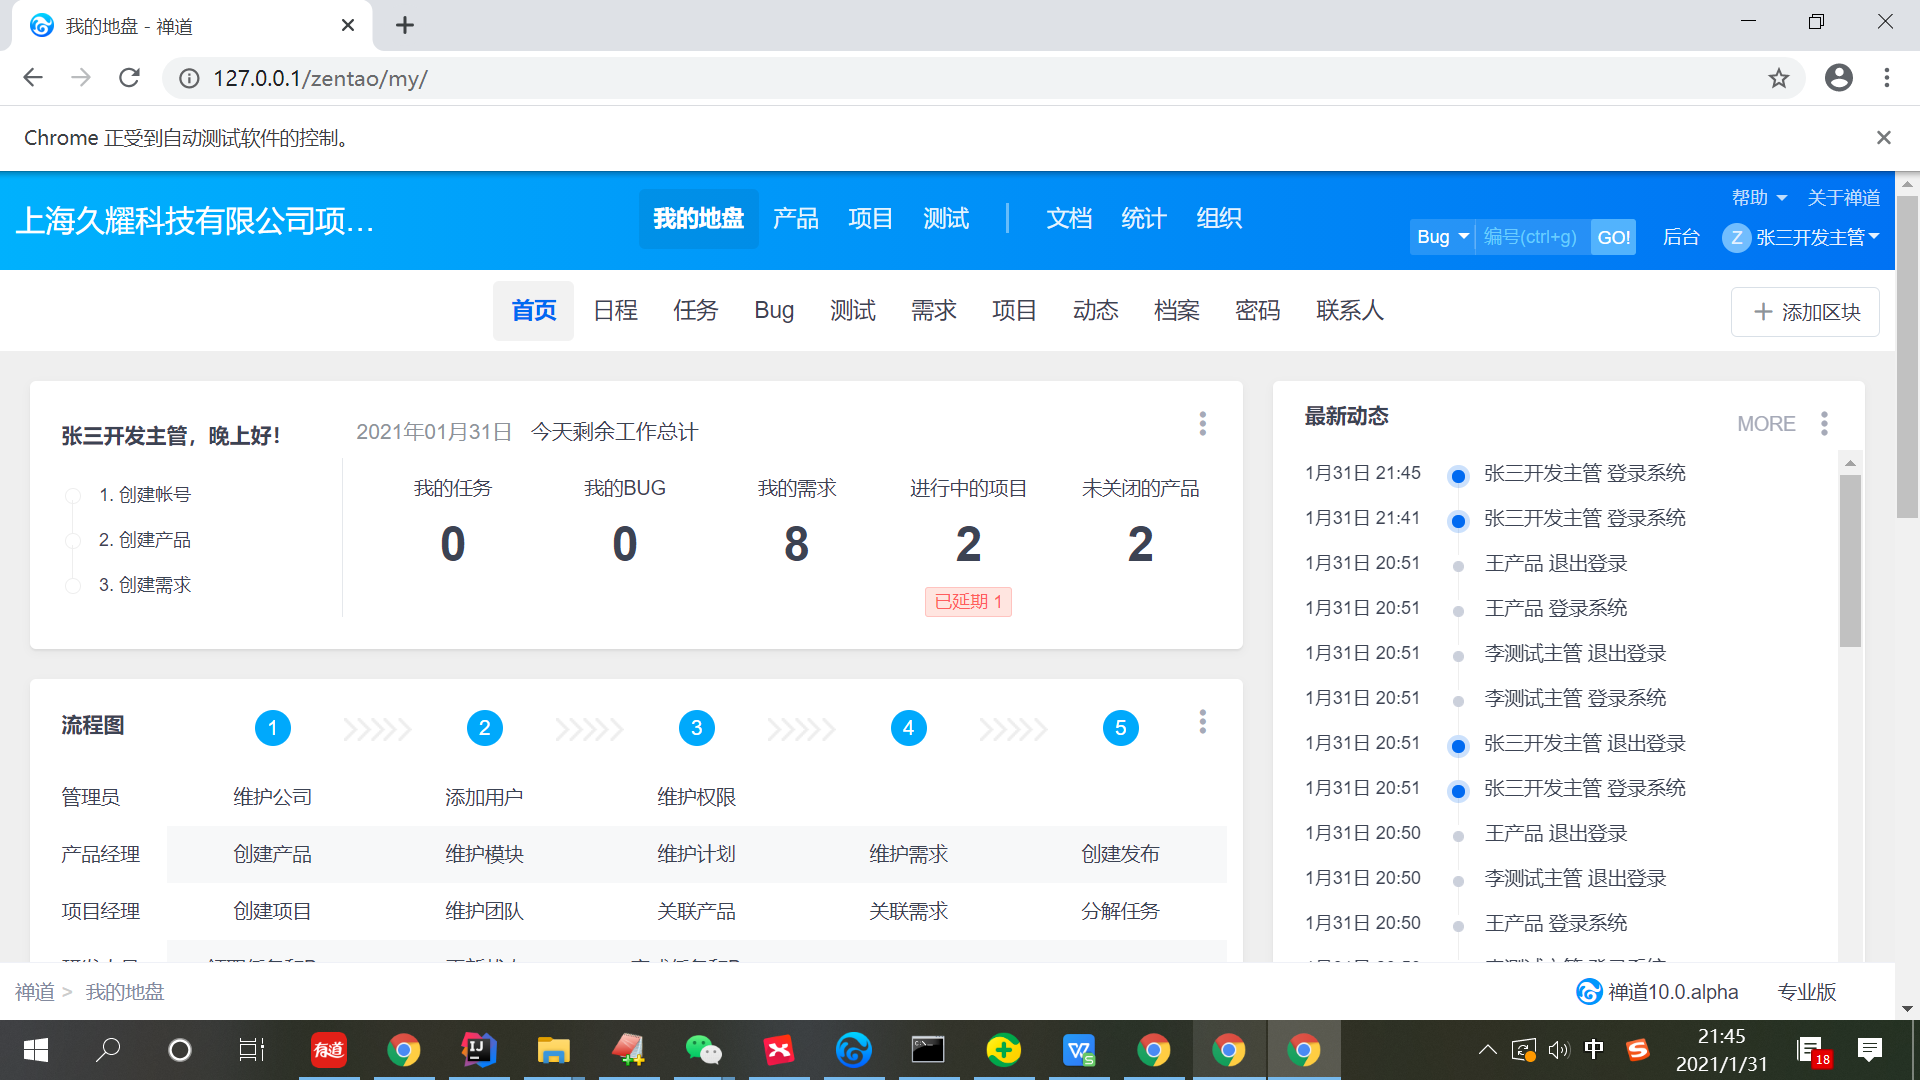 我的地盘 - 禅道
127.0.0.1/zentao/my/
Chrome 正受到自动测试软件的控制。
上海久耀科技有限公司项...
我的地盘 产品 项目 测试 文档 统计 组织
帮助 关于禅道
Bug 编号(ctrl+g) GO! 后台 Z 张三开发主管
首页 日程 任务 Bug 测试 需求 项目 动态 档案 密码 联系人
添加区块
张三开发主管，晚上好！
1. 创建帐号
2. 创建产品
3. 创建需求
2021年01月31日 今天剩余工作总计
我的任务 我的BUG 我的需求 进行中的项目 未关闭的产品
0 0 8 2 2
已延期 1
流程图 1 2 3 4 5
管理员 维护公司 添加用户 维护权限
产品经理 创建产品 维护模块 维护计划 维护需求 创建发布
项目经理 创建项目 维护团队 关联产品 关联需求 分解任务
最新动态 MORE
1月31日 21:45 张三开发主管 登录系统
1月31日 21:41 张三开发主管 登录系统
1月31日 20:51 王产品 退出登录
1月31日 20:51 王产品 登录系统
1月31日 20:51 李测试主管 退出登录
1月31日 20:51 李测试主管 登录系统
1月31日 20:51 张三开发主管 退出登录
1月31日 20:51 张三开发主管 登录系统
1月31日 20:50 王产品 退出登录
1月31日 20:50 李测试主管 退出登录
1月31日 20:50 王产品 登录系统
禅道 > 我的地盘
禅道10.0.alpha 专业版
有道
IJ
中
21:45
2021/1/31
18